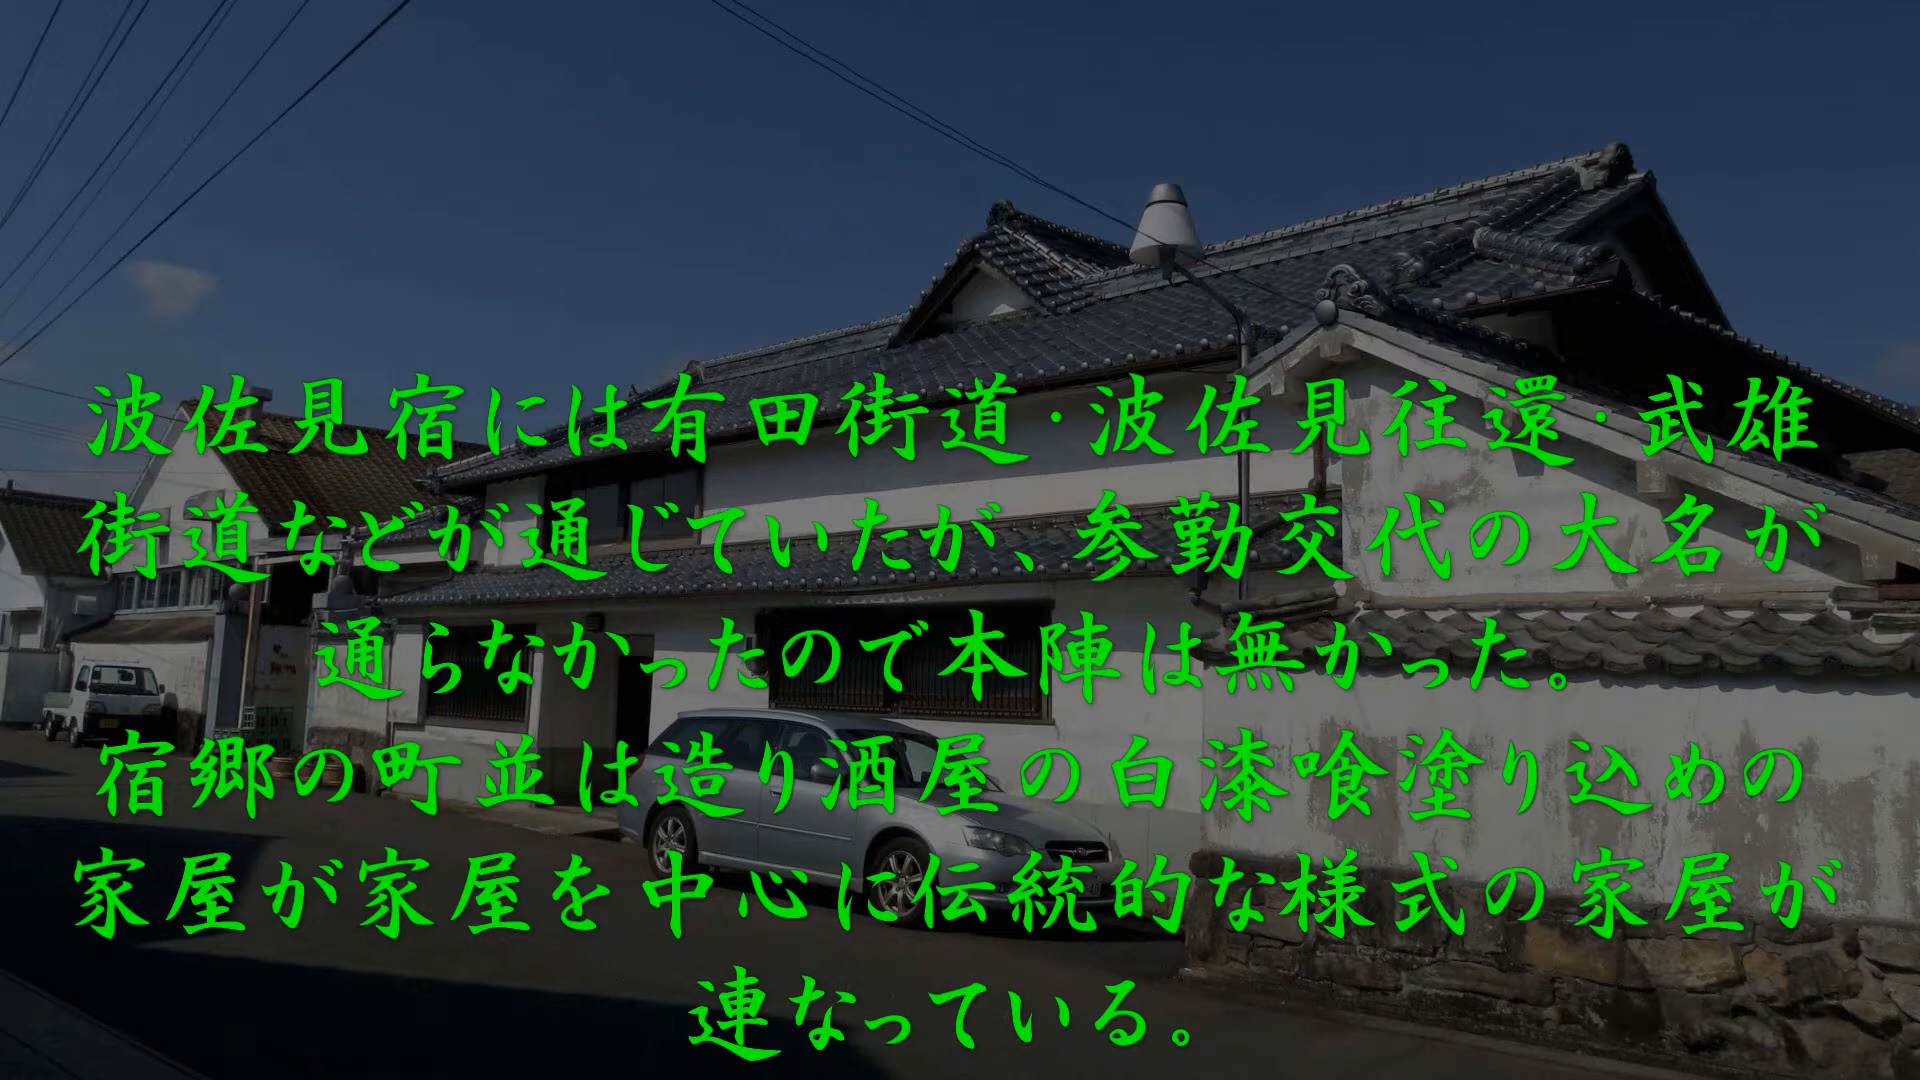 波佐見宿には有田街道·波佐見往還·武雄
街道などが通じていたが、参勤交代の大名が
通らなかったので本陣は無かった。
宿郷の町並は造り酒屋の白漆喰塗り込めの
家屋が家屋を中心に伝統的な様式の家屋が
連なっている。